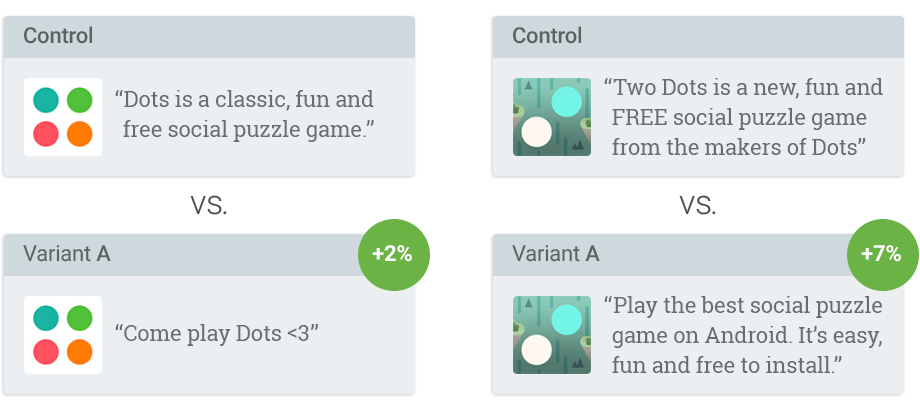 Control
“Dots is a classic, fun and
free social puzzle game.”
VS.
Variant A
+2%
“Come play Dots <3”
Control
“Two Dots is a new, fun and
FREE social puzzle game
from the makers of Dots”
VS.
Variant A
+7%
“Play the best social puzzle
game on Android. It’s easy,
fun and free to install.”